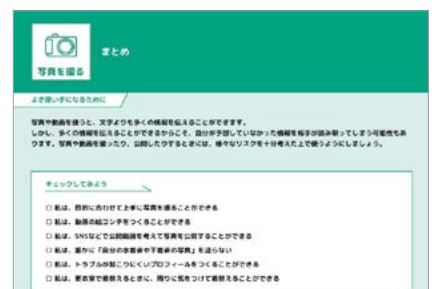 まとめ
写真を撮る
よき使い手になるために
写真や動画を使うと、文字よりも多くの情報を伝えることができます。
しかし、多くの情報を伝えることができるからこそ、自分が予想していなかった情報を相手が読み取ってしまう可能性もあ
ります。写真や動画を撮ったり、公開したりするときには、様々なリスクを十分考えた上で使うようにしましょう。
チェックしてみよう
□ 私は、目的に合わせて上手に写真を撮ることができる
□ 私は、動画の絵コンテをつくることができる
□ 私は、SNSなどで公開範囲を考えて写真を公開することができる
□ 私は、誰かに「自分の水着姿や下着姿の写真」を送らない
□ 私は、トラブルが起こりにくいプロフィールをつくることができる
□ 私は、更衣室で着替えるときに、周りに気をつけて着替えることができる